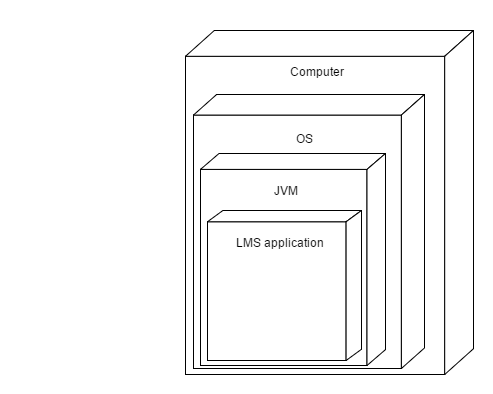 Computer
OS
JVM
LMS application